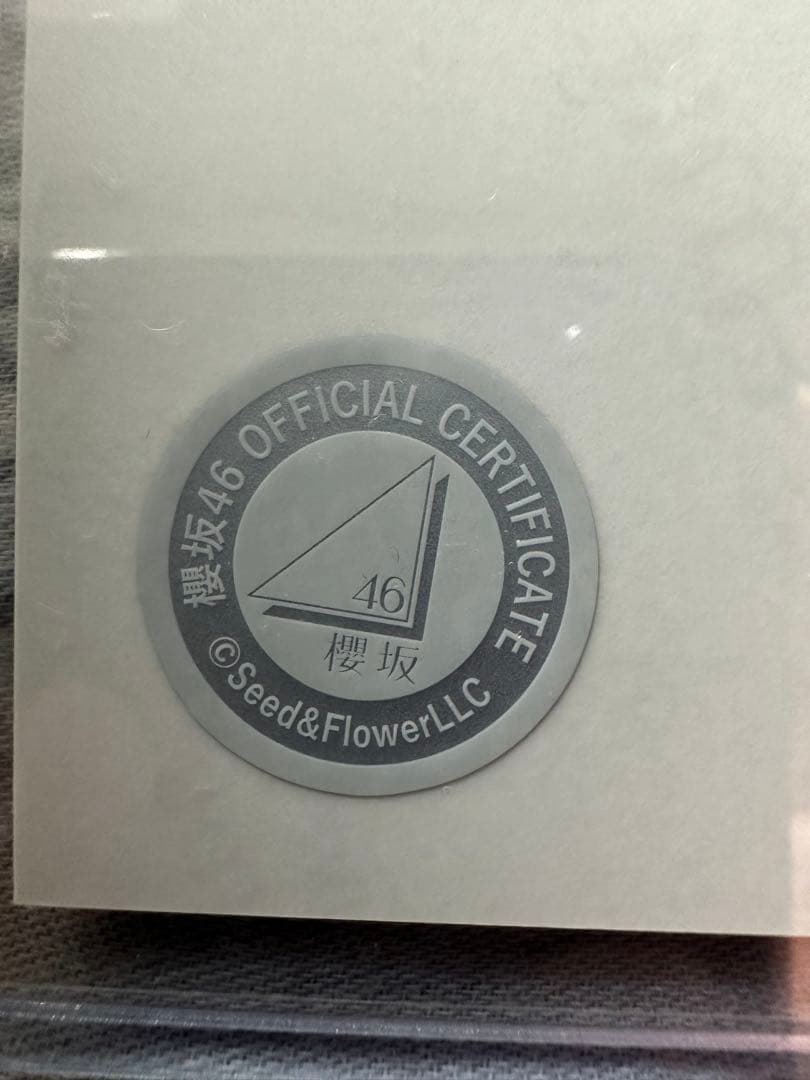 櫻坂46 OFFICIAL CERTIFICATE
46
櫻坂
©Seed&FlowerLLC